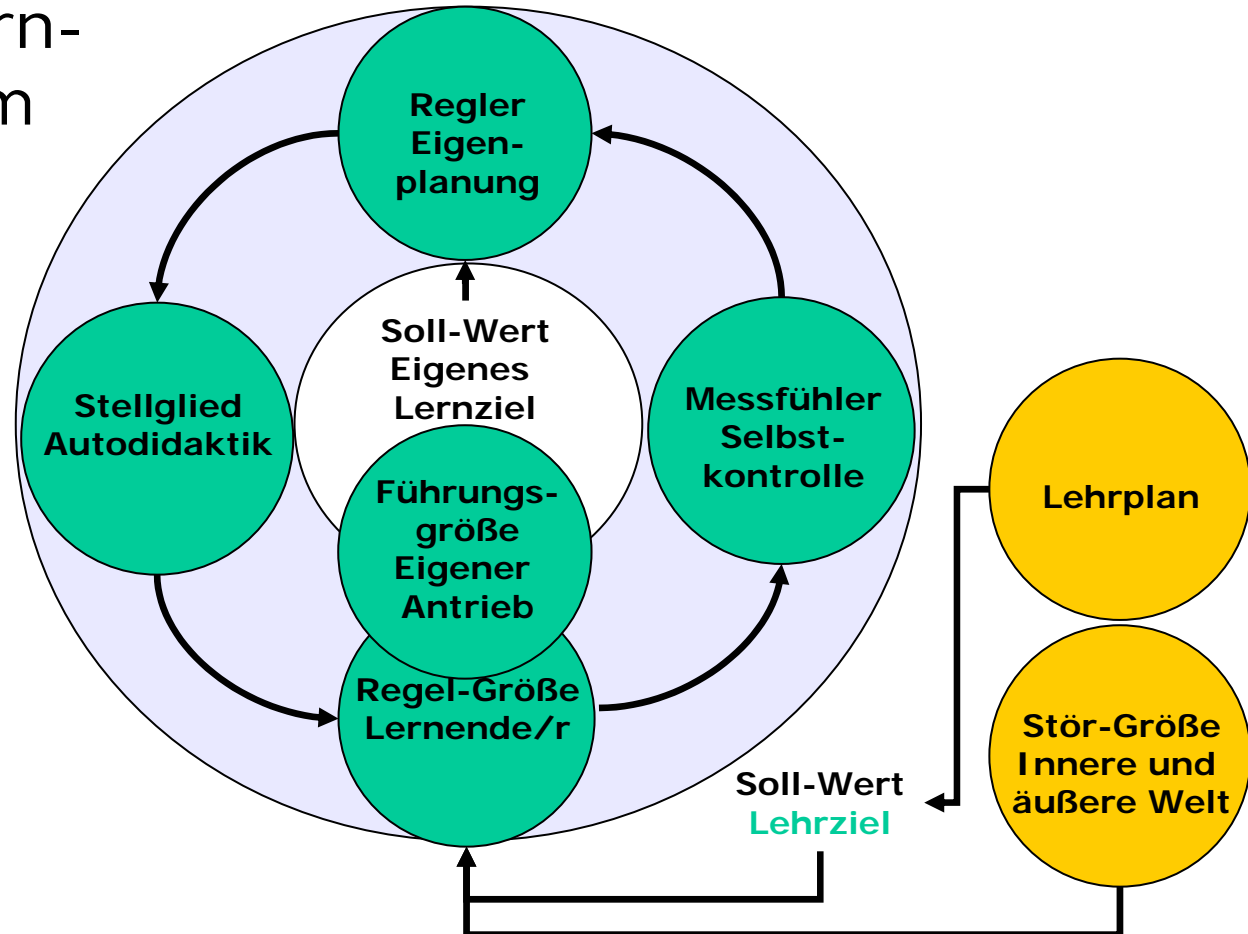 rn-
m
Regler
Eigen-
planung
Soll-Wert
Eigenes
Lernziel
Stellglied
Autodidaktik
Messfühler
Selbst-
kontrolle
Führungs-
größe
Eigener
Antrieb
Regel-Größe
Lernende/r
Lehrplan
Stör-Größe
Innere und
äußere Welt
Soll-Wert
Lehrziel